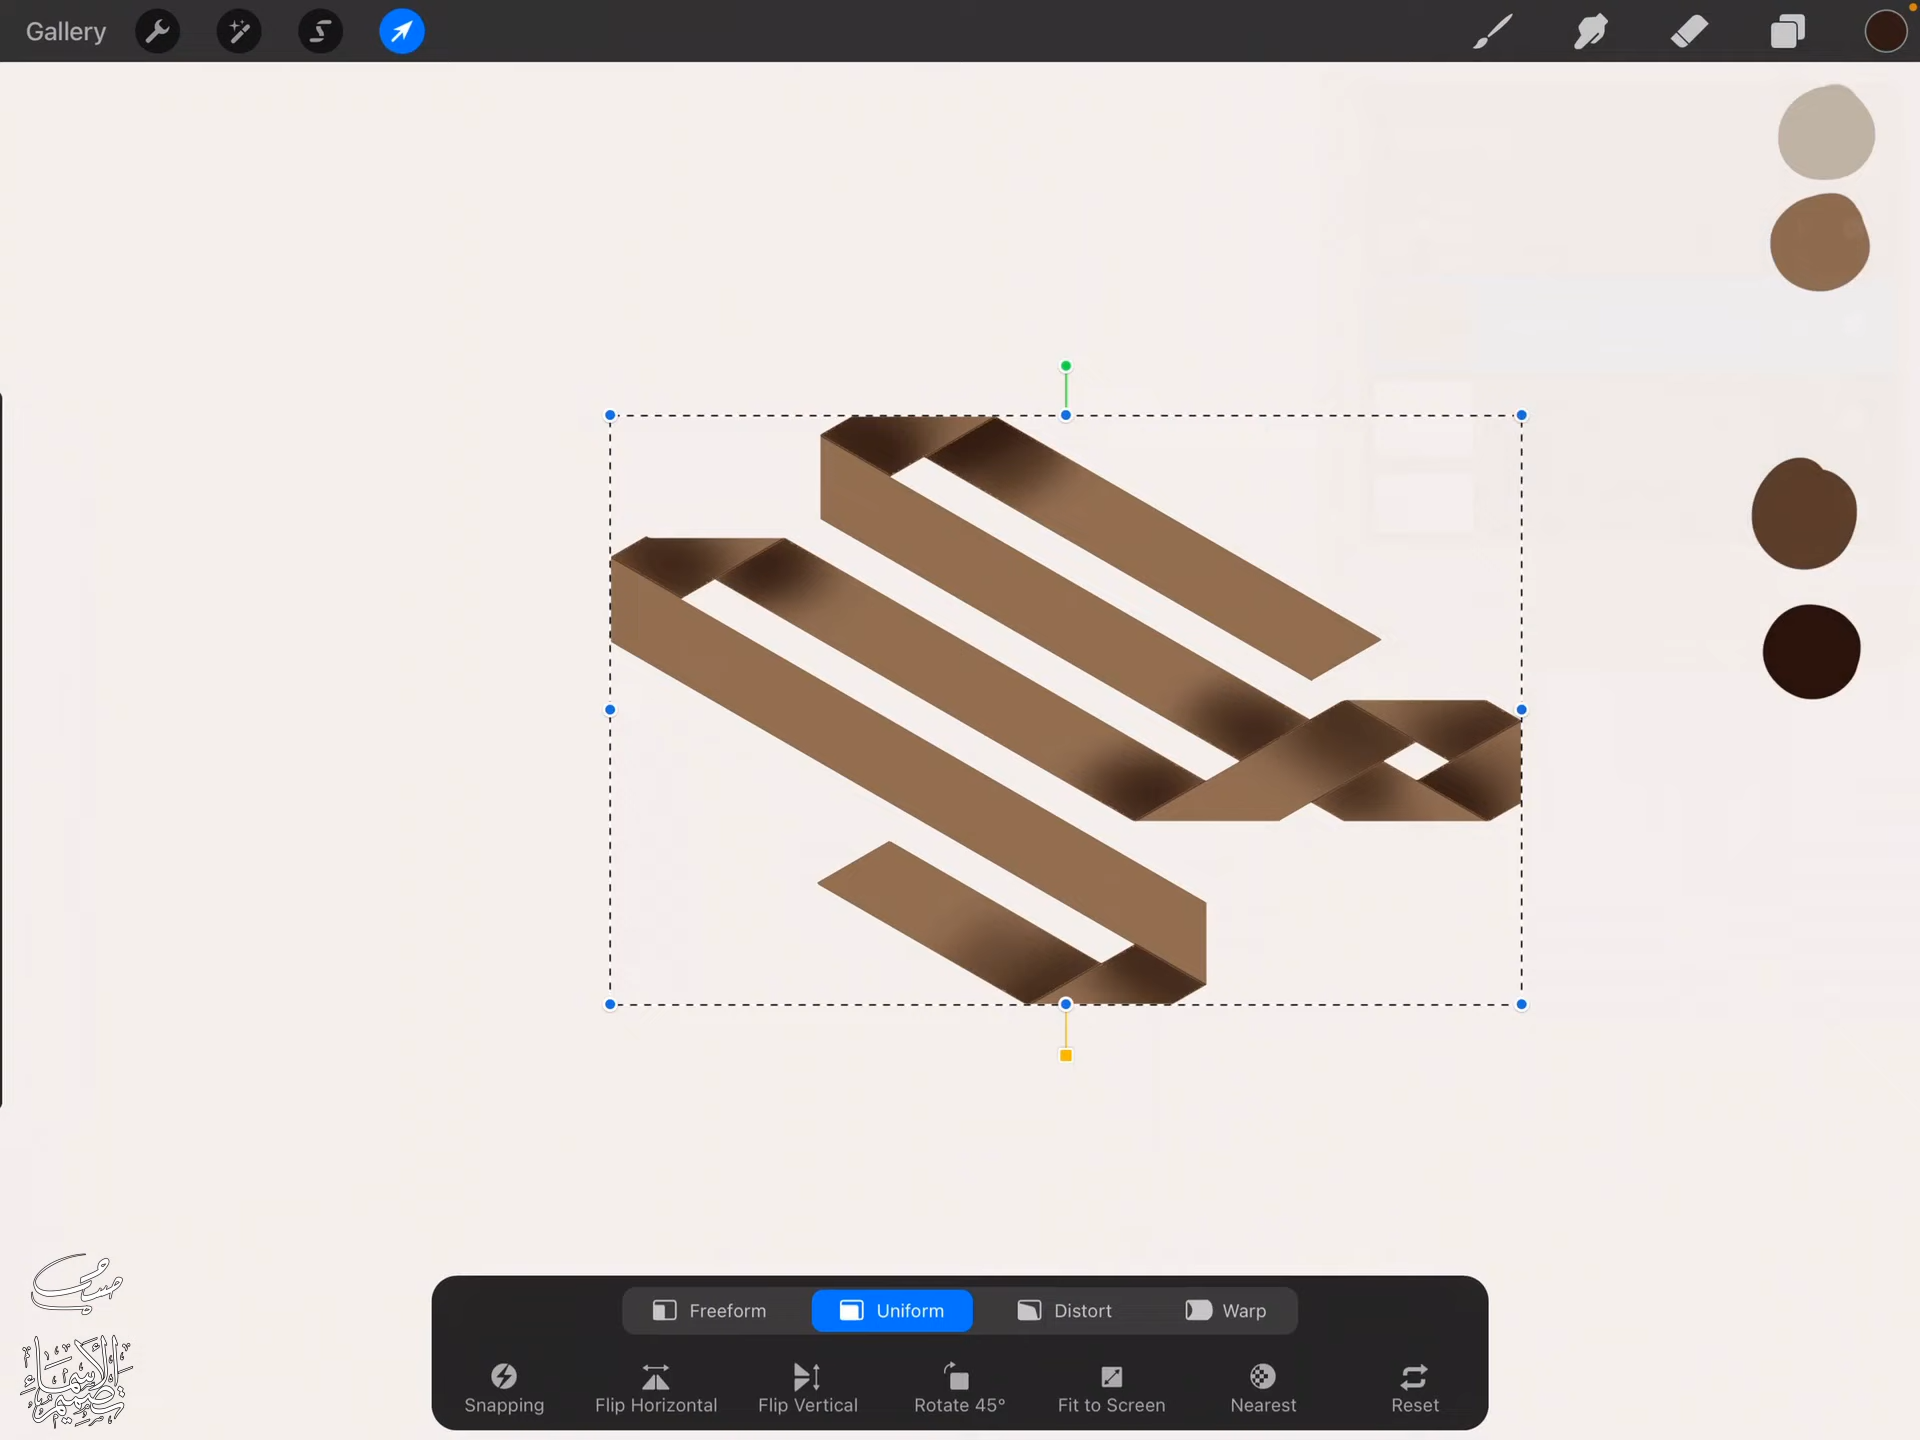 Gallery
Freeform
Uniform
Distort
Warp
Snapping
Flip Horizontal
Flip Vertical
Rotate 45°
Fit to Screen
Nearest
Reset